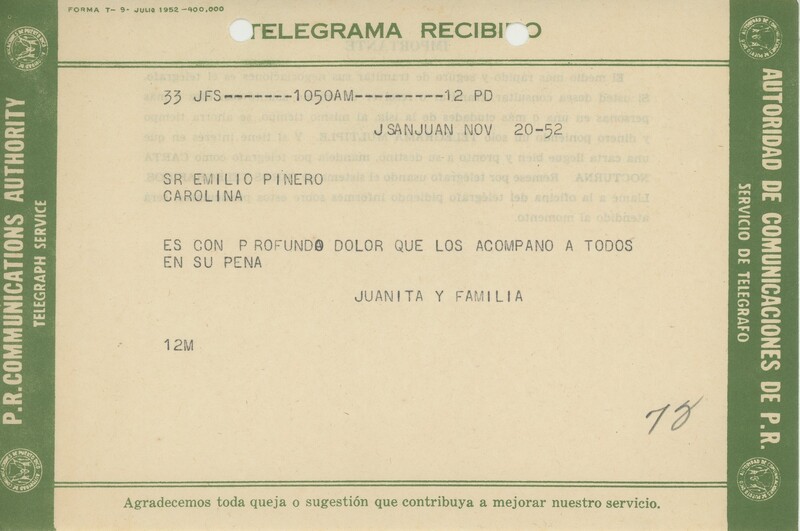 FORMA T- 9- JULIO 1952 -400,000
TELEGRAMA RECIBIDO
33 JFS-------1050AM---------12 PD
JSANJUAN NOV 20-52
SR EMILIO PINERO
CAROLINA
ES CON PROFUNDO DOLOR QUE LOS ACOMPANO A TODOS
EN SU PENA
JUANITA Y FAMILIA
12M
78
Agradecemos toda queja o sugestión que contribuya a mejorar nuestro servicio.
P.R. COMMUNICATIONS AUTHORITY
TELEGRAPH SERVICE
AUTORIDAD DE COMUNICACIONES DE P.R.
SERVICIO DE TELEGRAFO